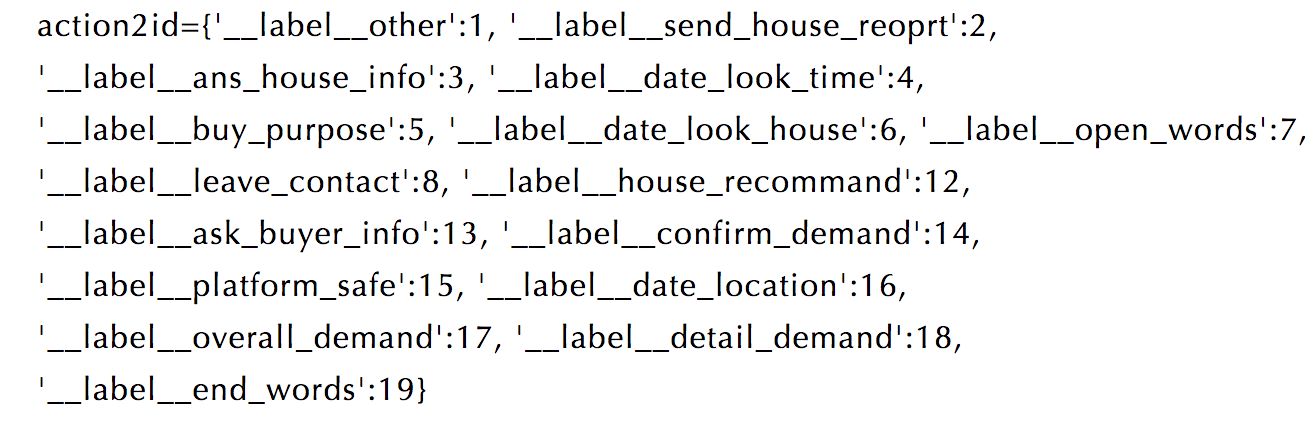 action2id={'__label__other':1, '__label__send_house_reoprt':2,
'__label__ans_house_info':3, '__label__date_look_time':4,
'__label__buy_purpose':5, '__label__date_look_house':6, '__label__open_words':7,
'__label__leave_contact':8, '__label__house_recommand':12,
'__label__ask_buyer_info':13, '__label__confirm_demand':14,
'__label__platform_safe':15, '__label__date_location':16,
'__label__overall_demand':17, '__label__detail_demand':18,
'__label__end_words':19}